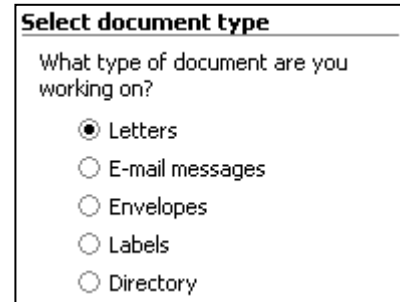 Select document type
What type of document are you
working on?
Letters
E-mail messages
Envelopes
Labels
Directory